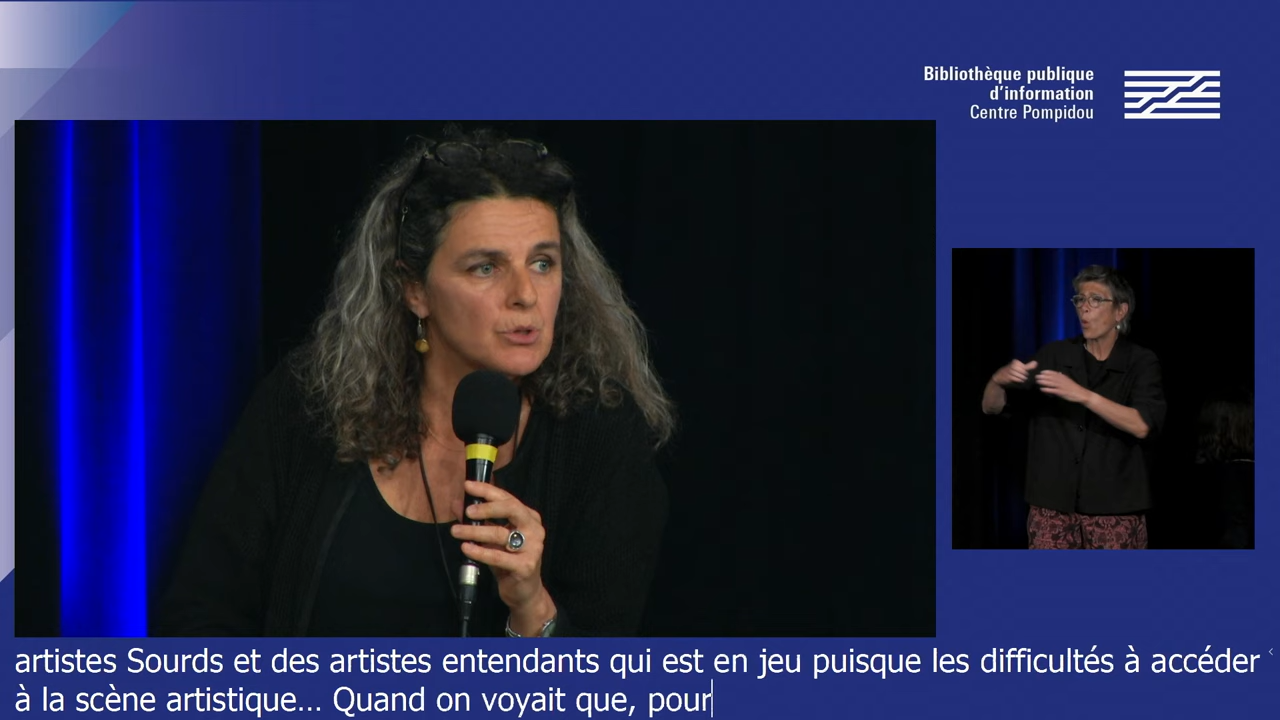 Bibliothèque publique
d'information
Centre Pompidou
artistes Sourds et des artistes entendants qui est en jeu puisque les difficultés à accéder
à la scène artistique... Quand on voyait que, pour